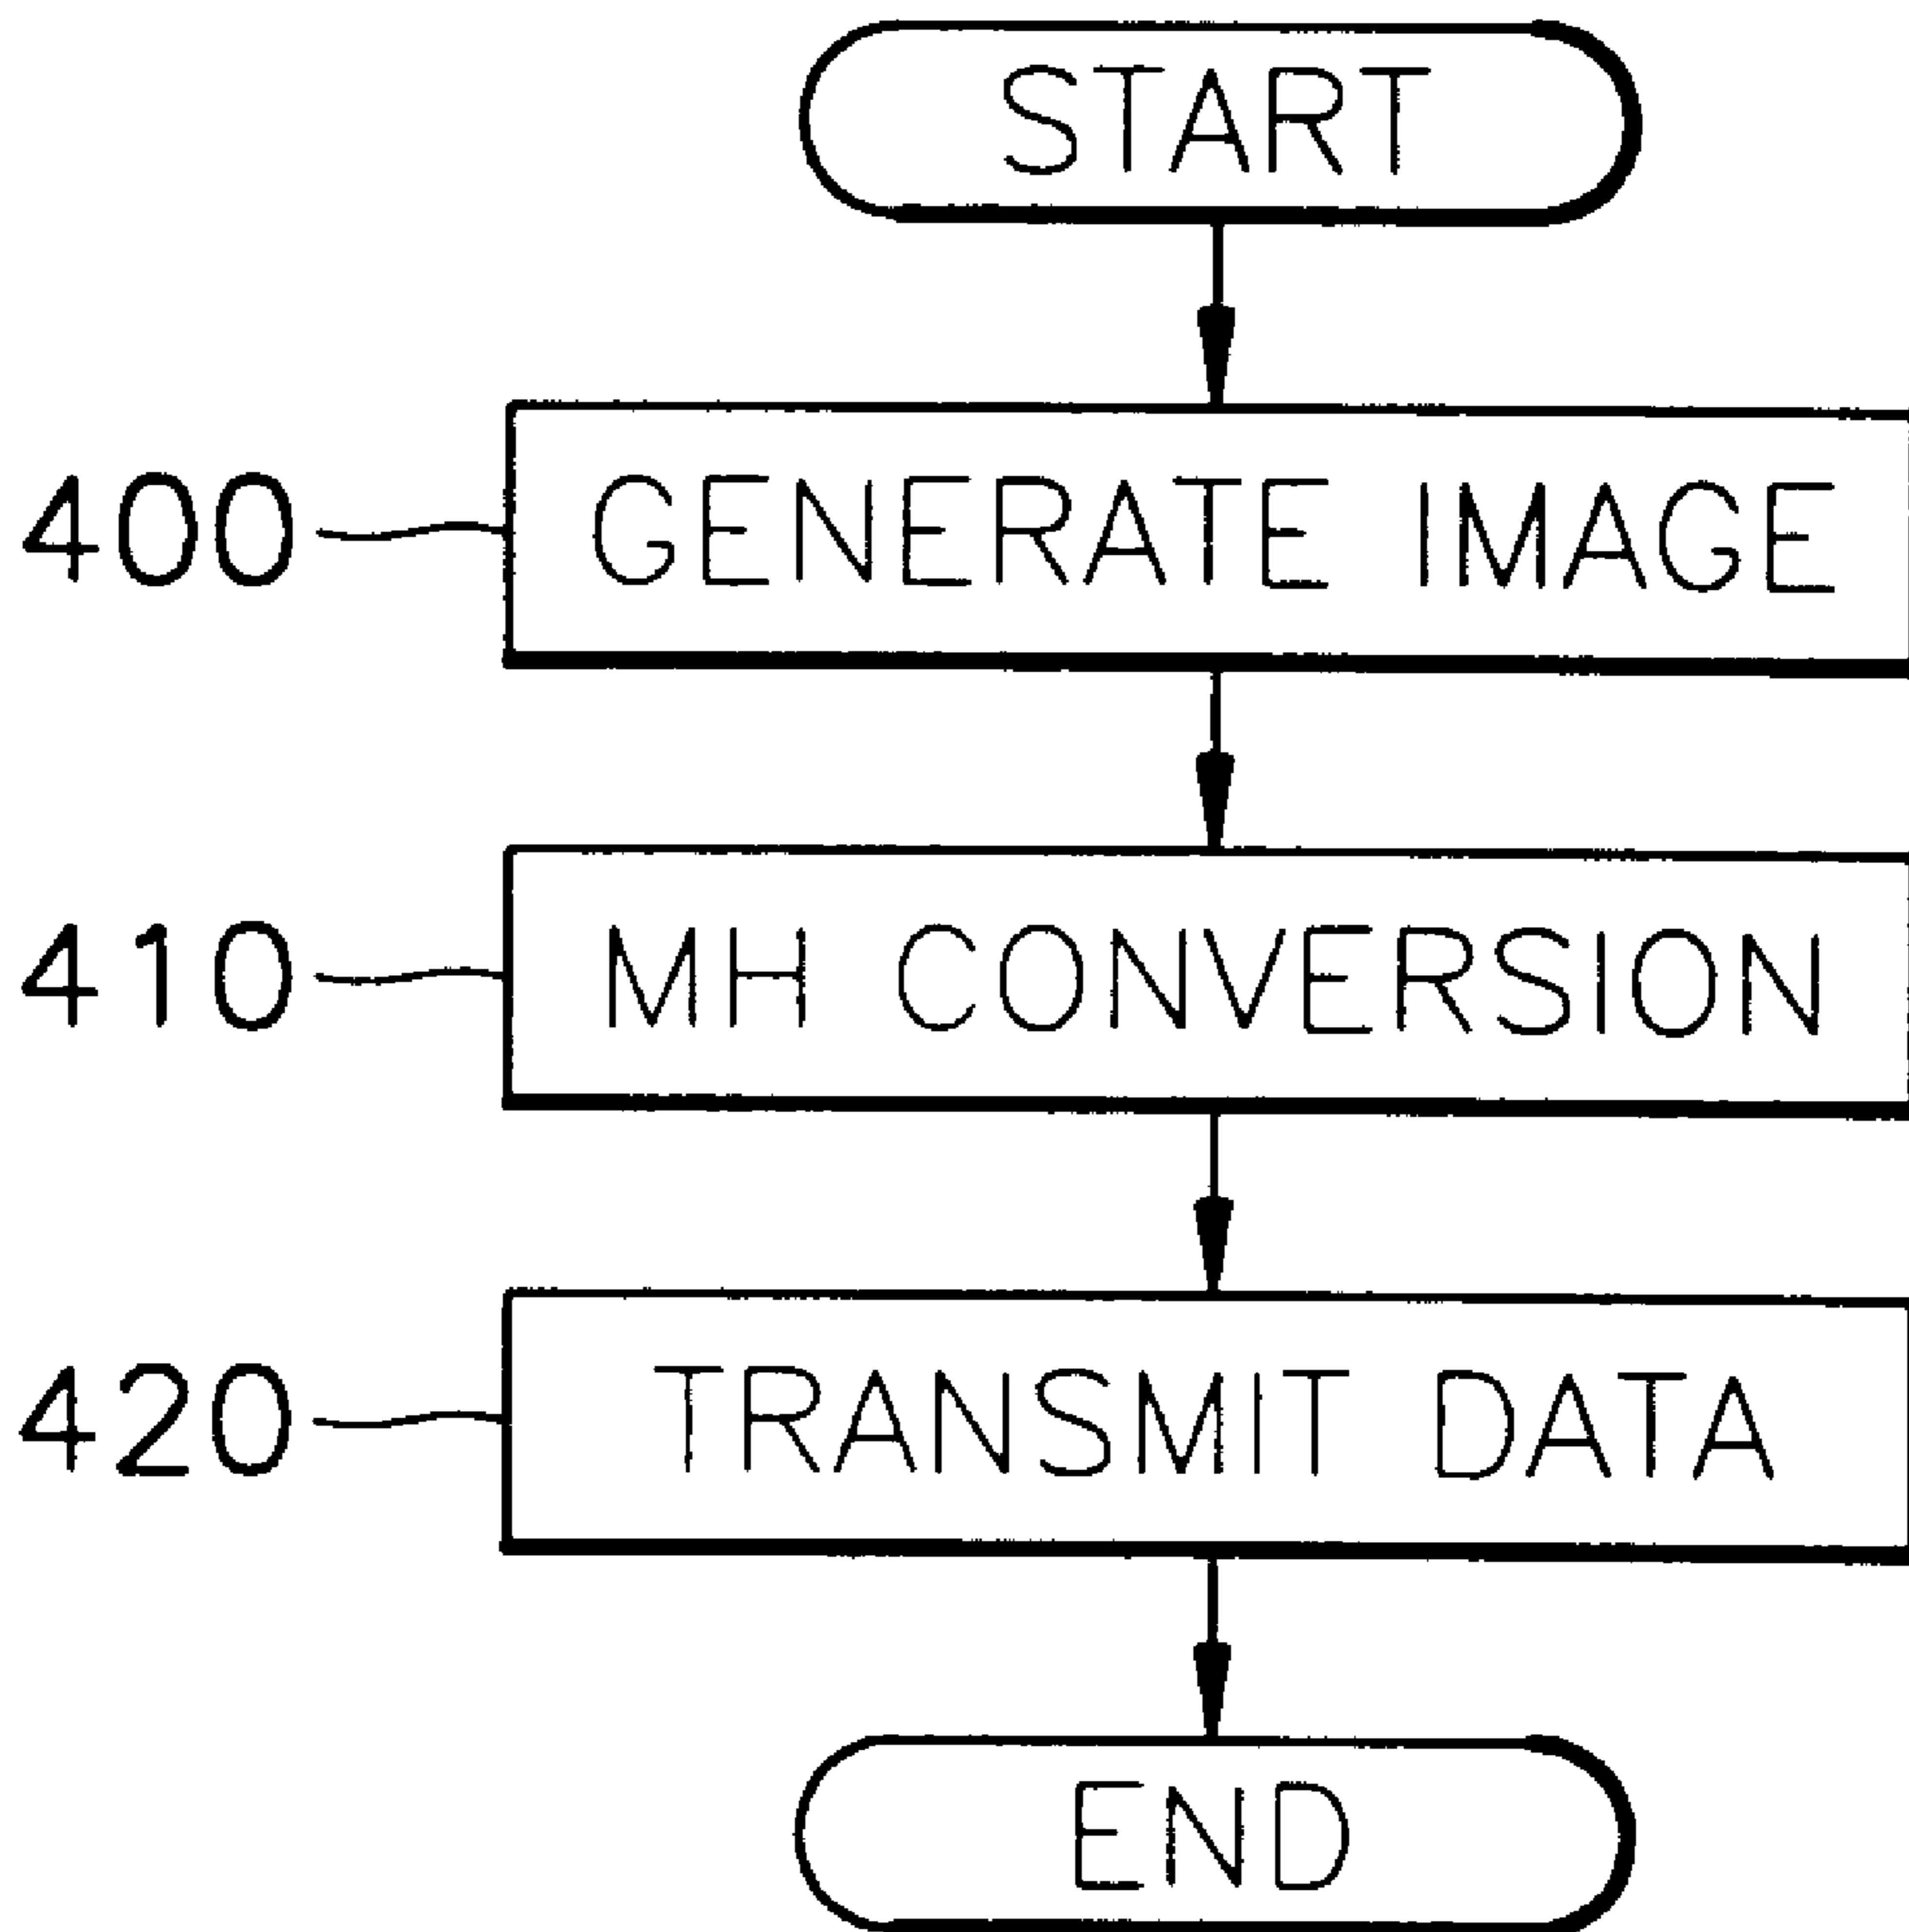 START
400 GENERATE IMAGE
410 MH CONVERSION
420 TRANSMIT DATA
END